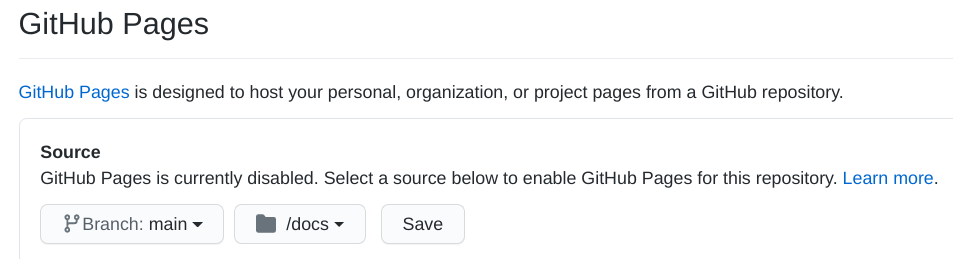 GitHub Pages
GitHub Pages is designed to host your personal, organization, or project pages from a GitHub repository.
Source
GitHub Pages is currently disabled. Select a source below to enable GitHub Pages for this repository. Learn more.
Branch: main /docs Save